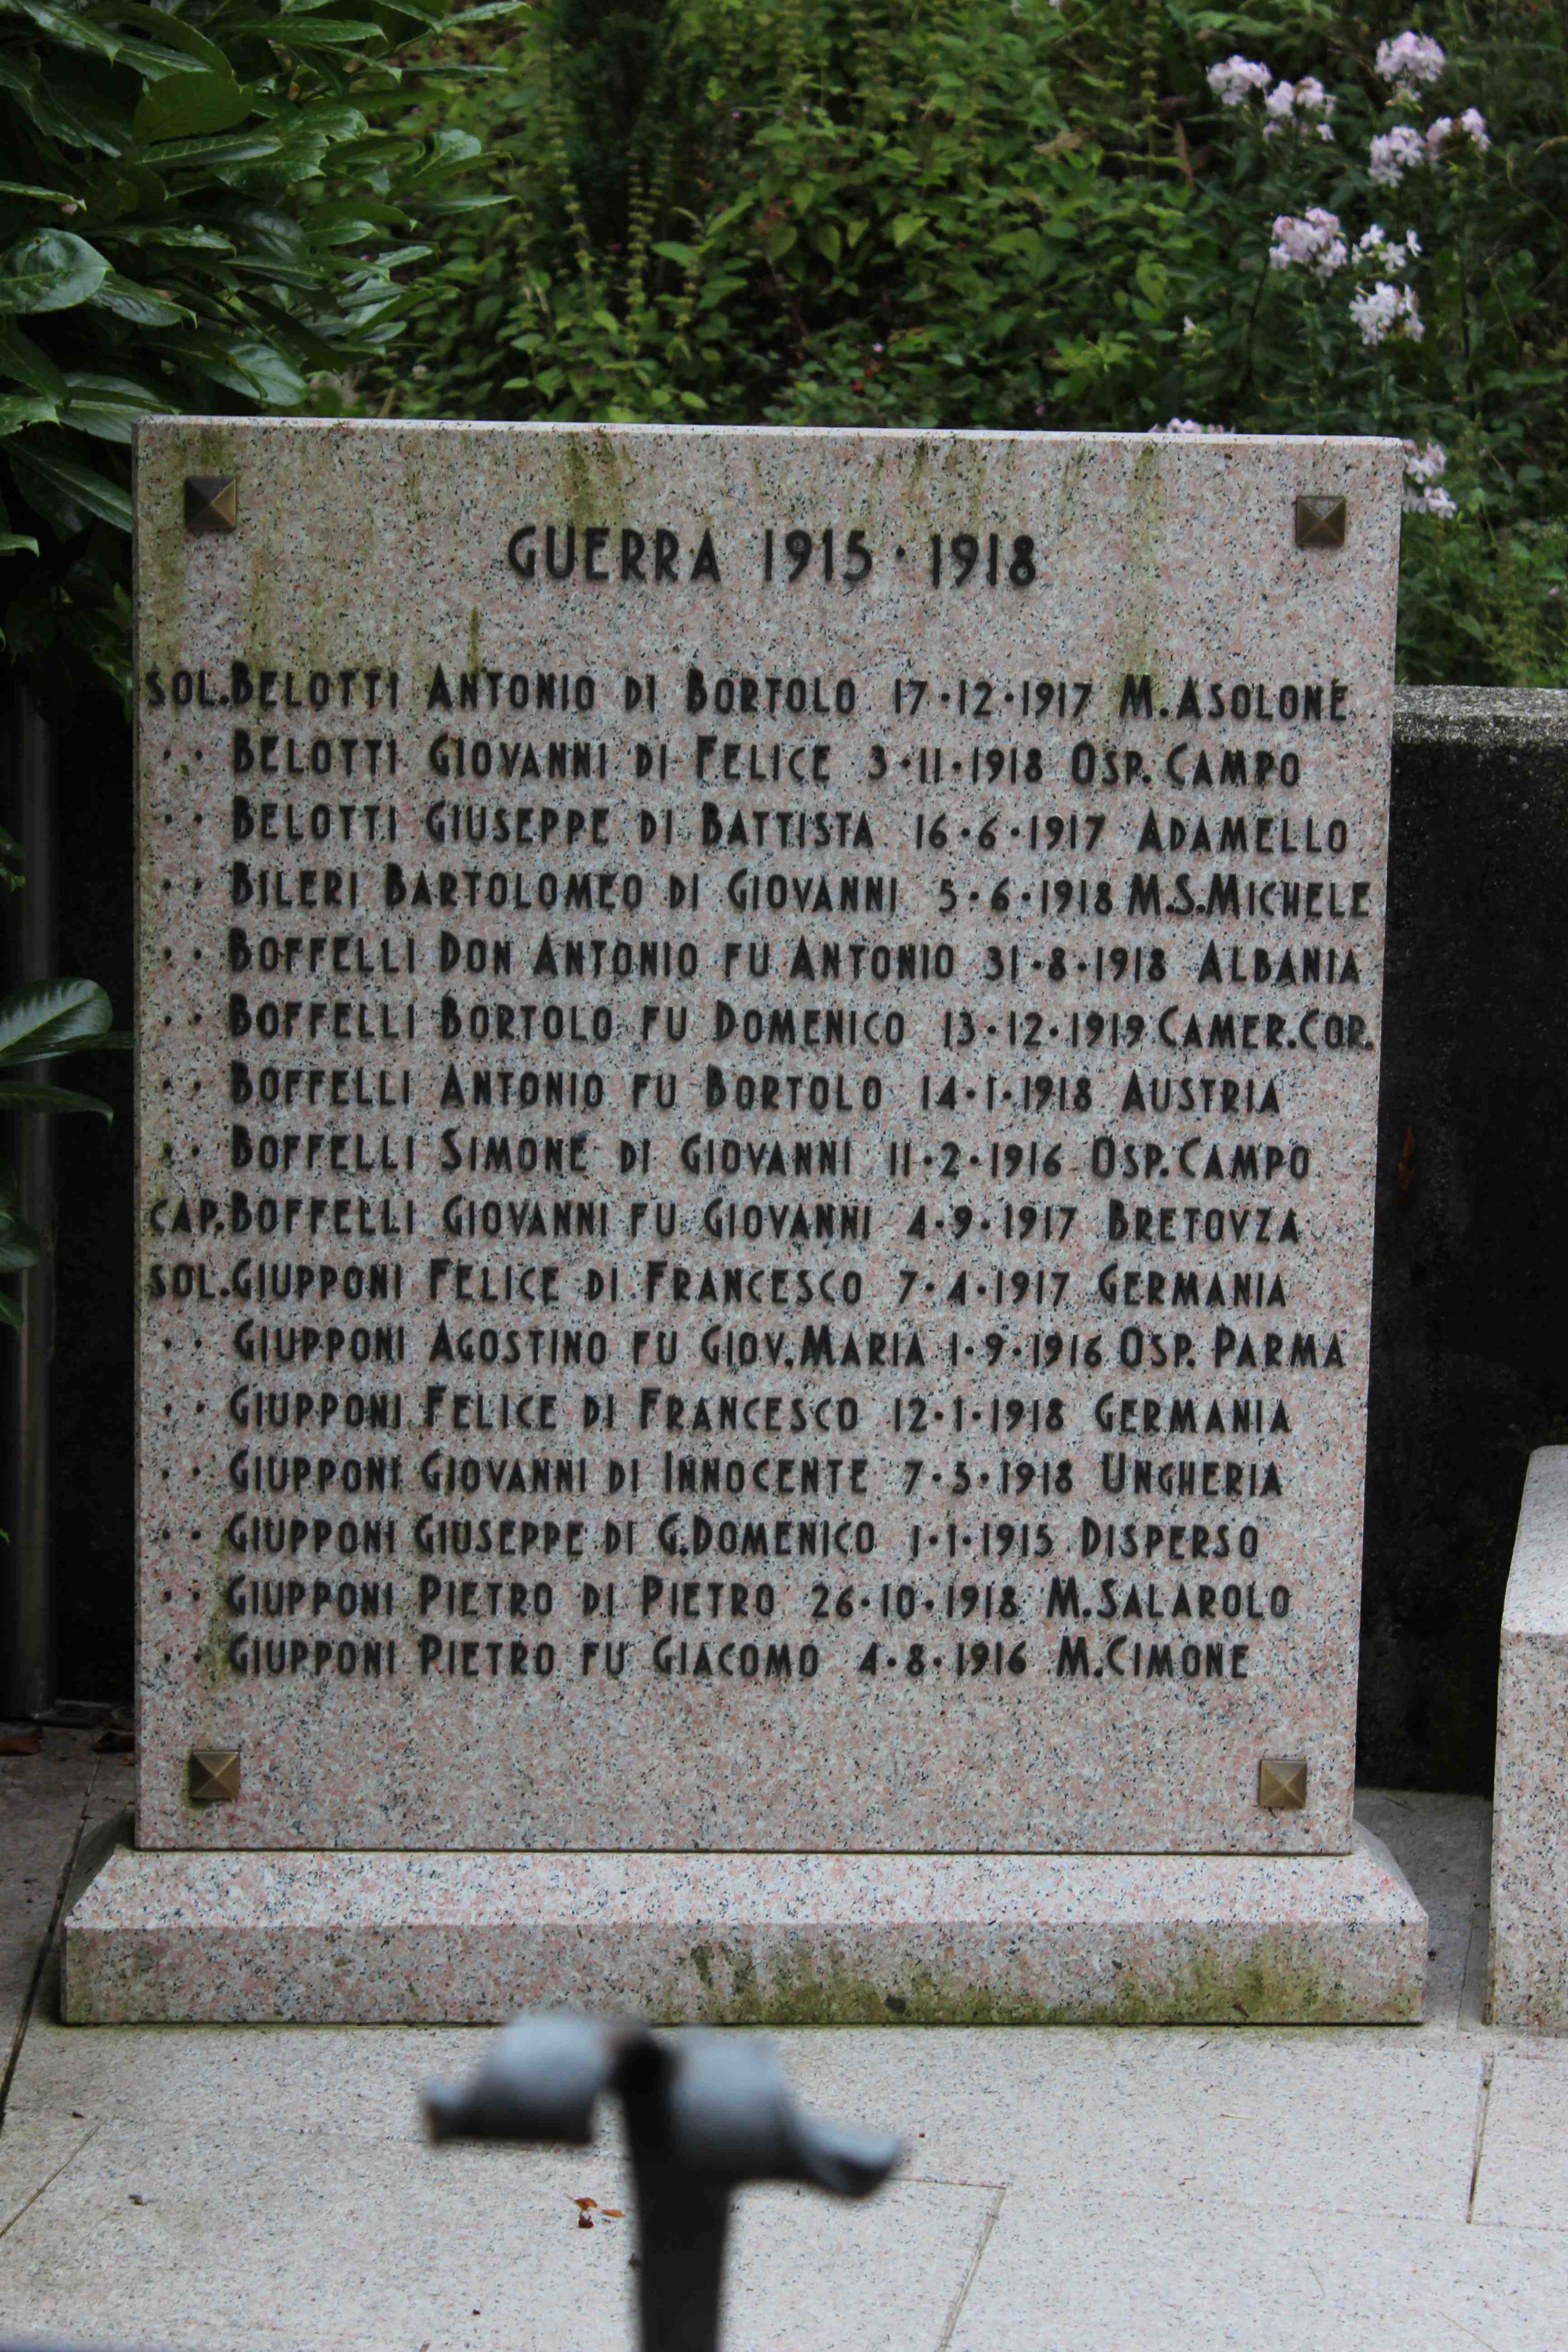 GUERRA 1915·1918
SOL. BELOTTI ANTONIO DI BORTOLO 17·12·1917 M. ASOLONE
·· BELOTTI GIOVANNI DI FELICE 3·11·1918 OSP. CAMPO
·· BELOTTI GIUSEPPE DI BATTISTA 16·6·1917 ADAMELLO
·· BILERI BARTOLOMEO DI GIOVANNI 5·6·1918 M.S.MICHELE
·· BOFFELLI DON ANTONIO FU ANTONIO 31·8·1918 ALBANIA
·· BOFFELLI BORTOLO FU DOMENICO 13·12·1919 CAMER.COR.
·· BOFFELLI ANTONIO FU BORTOLO 14·1·1918 AUSTRIA
·· BOFFELLI SIMONE DI GIOVANNI 11·2·1916 OSP.CAMPO
CAP. BOFFELLI GIOVANNI FU GIOVANNI 4·9·1917 BRETOVZA
SOL. GIUPPONI FELICE DI FRANCESCO 7·4·1917 GERMANIA
·· GIUPPONI AGOSTINO FU GIOV.MARIA 1·9·1916 OSP. PARMA
·· GIUPPONI FELICE DI FRANCESCO 12·1·1918 GERMANIA
·· GIUPPONI GIOVANNI DI INNOCENTE 7·5·1918 UNGHERIA
·· GIUPPONI GIUSEPPE DI G.DOMENICO 1·1·1915 DISPERSO
·· GIUPPONI PIETRO DI PIETRO 26·10·1918 M.SALAROLO
·· GIUPPONI PIETRO FU GIACOMO 4·8·1916 M.CIMONE